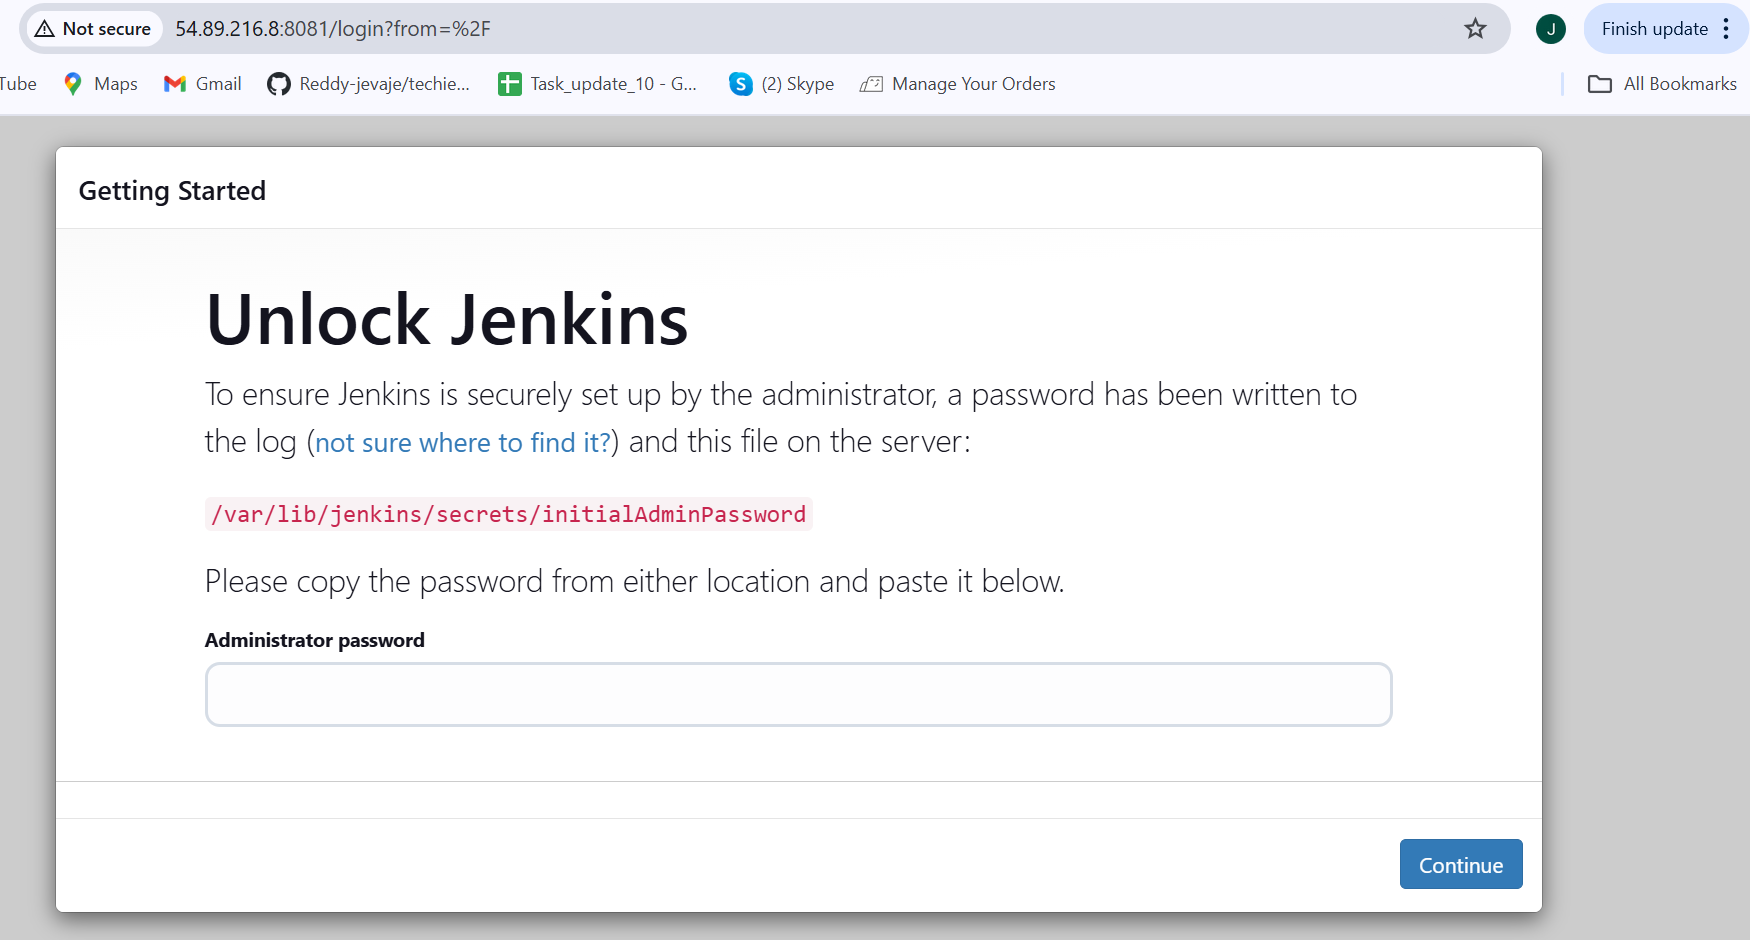 Not secure 54.89.216.8:8081/login?from=%2F J Finish update
Tube Maps Gmail Reddy-jevaje/techie... Task_update_10 - G... S (2) Skype Manage Your Orders All Bookmarks
Getting Started
Unlock Jenkins
To ensure Jenkins is securely set up by the administrator, a password has been written to
the log (not sure where to find it?) and this file on the server:
/var/lib/jenkins/secrets/initialAdminPassword
Please copy the password from either location and paste it below.
Administrator password
Continue